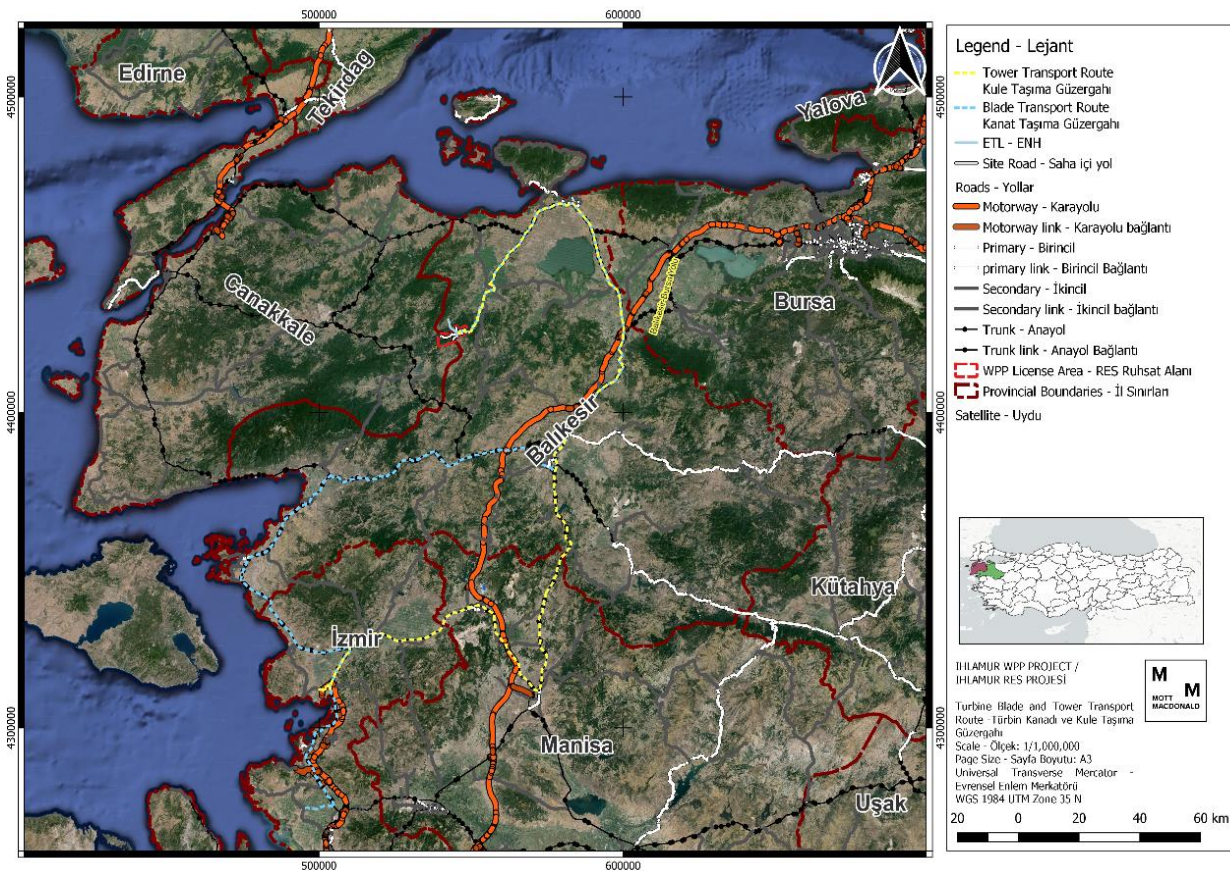 500000
600000
4500000
4400000
4300000
4500000
4400000
4300000
500000
600000
Edirne
Tekirdag
Yalova
Canakkale
Bursa
Balıkesir-Bursa Yolu
Balıkesir
Kütahya
İzmir
Manisa
Uşak
Legend - Lejant
Tower Transport Route
Kule Taşıma Güzergahı
Blade Transport Route
Kanat Taşıma Güzergahı
ETL - ENH
Site Road - Saha içi yol
Roads - Yollar
Motorway - Karayolu
Motorway link - Karayolu bağlantı
Primary - Birincil
primary link - Birincil Bağlantı
Secondary - İkincil
Secondary link - İkincil bağlantı
Trunk - Anayol
Trunk link - Anayol Bağlantı
WPP License Area - RES Ruhsat Alanı
Provincial Boundaries - İl Sınırları
Satellite - Uydu
IHLAMUR WPP PROJECT /
IHLAMUR RES PROJESİ
M
M
MOTT
MACDONALD
Turbine Blade and Tower Transport
Route -Türbin Kanadı ve Kule Taşıma
Güzergahı
Scale - Ölçek: 1/1,000,000
Page Size - Sayfa Boyutu: A3
Universal Transverse Mercator -
Evrensel Enlem Merkatörü
WGS 1984 UTM Zone 35 N
20 0 20 40 60 km